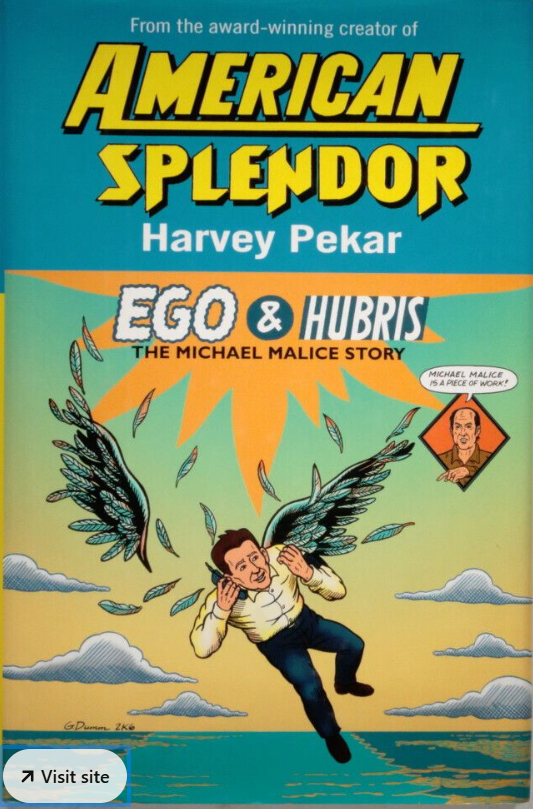 From the award-winning creator of
AMERICAN
SPLENDOR
Harvey Pekar
EGO & HUBRIS
THE MICHAEL MALICE STORY
MICHAEL MALICE
IS A PIECE OF WORK!
G.Dumm 2K6
Visit site